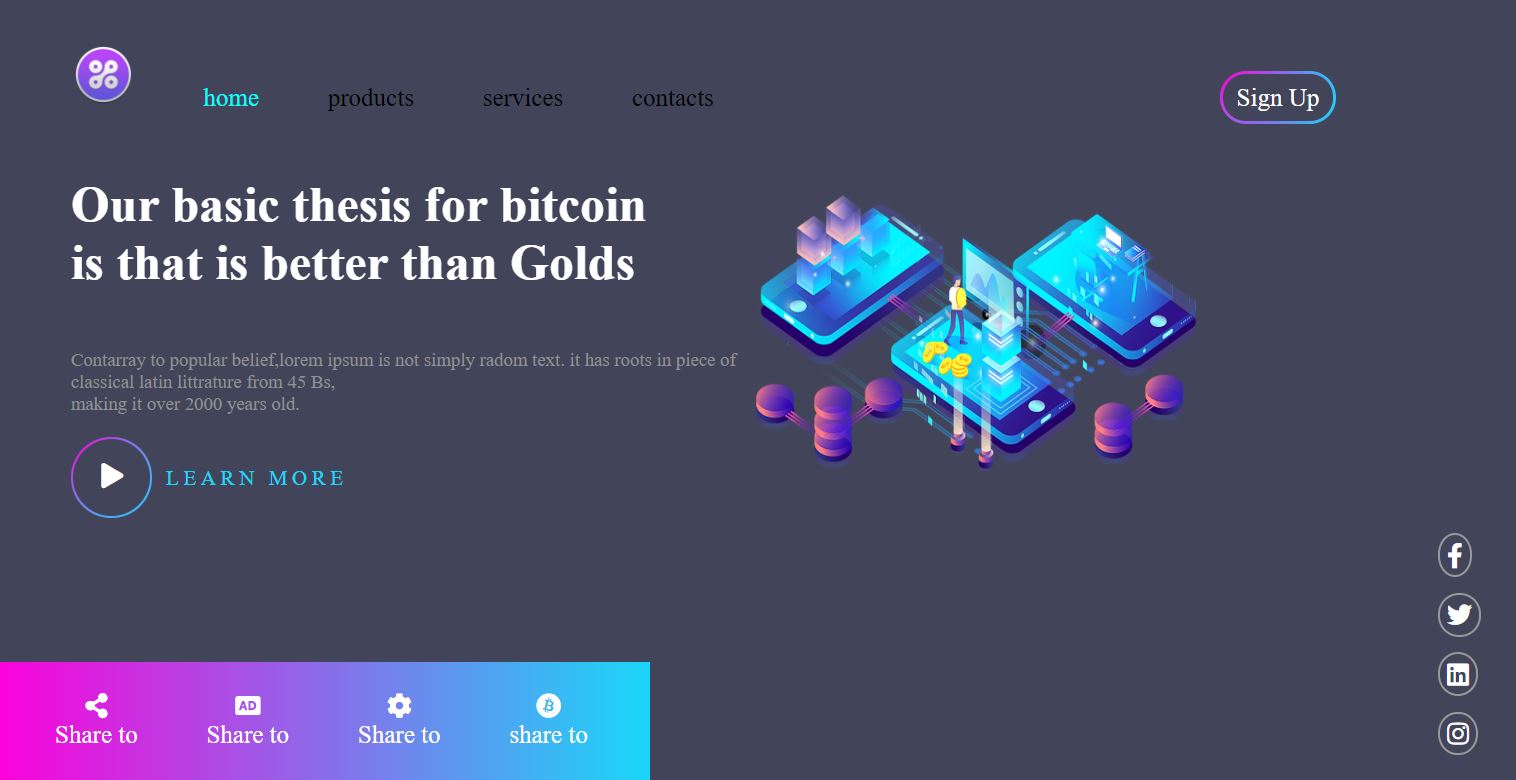 home products services contacts Sign Up
Our basic thesis for bitcoin
is that is better than Golds
Contarray to popular belief,lorem ipsum is not simply radom text. it has roots in piece of
classical latin littrature from 45 Bs,
making it over 2000 years old.
LEARN MORE
AD
Share to Share to Share to share to